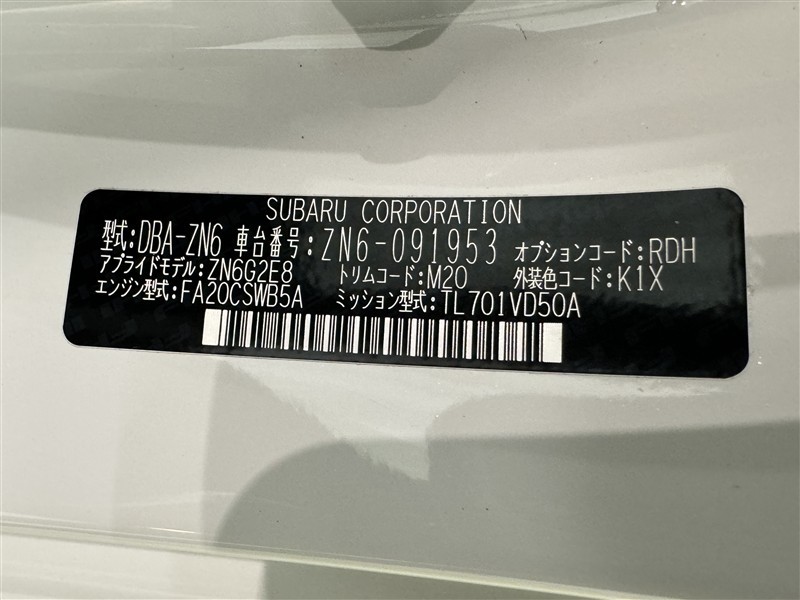 SUBARU CORPORATION
型式:DBA-ZN6 車台番号:ZN6-091953 オプションコード:RDH
アプライドモデル:ZN6G2E8 トリムコード:M20 外装色コード:K1X
エンジン型式:FA20CSWB5A ミッション型式:TL701VD50A